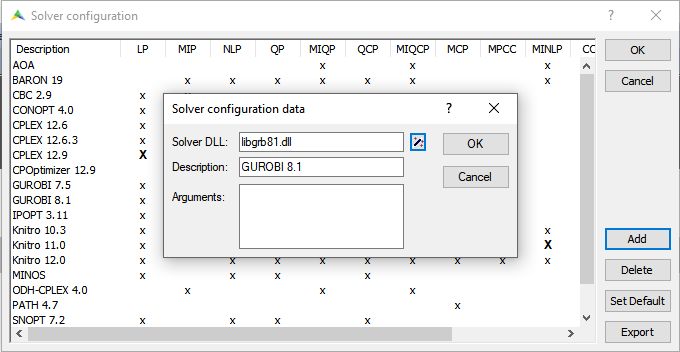 Solver configuration
Description LP MIP NLP QP MIQP QCP MIQCP MCP MPCC MINLP CC
OK
Cancel
AOA x x x
BARON 19 x x x x x x x
CBC 2.9 x x
CONOPT 4.0 x
CPLEX 12.6 x
CPLEX 12.6.3 x
CPLEX 12.9 X
CPOptimizer 12.9
GUROBI 7.5 x
GUROBI 8.1 x
IPOPT 3.11 x
Knitro 10.3 x x
Knitro 11.0 x X
Knitro 12.0 x x x x x x x x x x
MINOS x x x x
ODH-CPLEX 4.0 x x x
PATH 4.7 x
SNOPT 7.2 x x x x
Solver configuration data ?
Solver DLL: libgrb81.dll
OK
Description: GUROBI 8.1
Cancel
Arguments:
?
Add
Delete
Set Default
Export